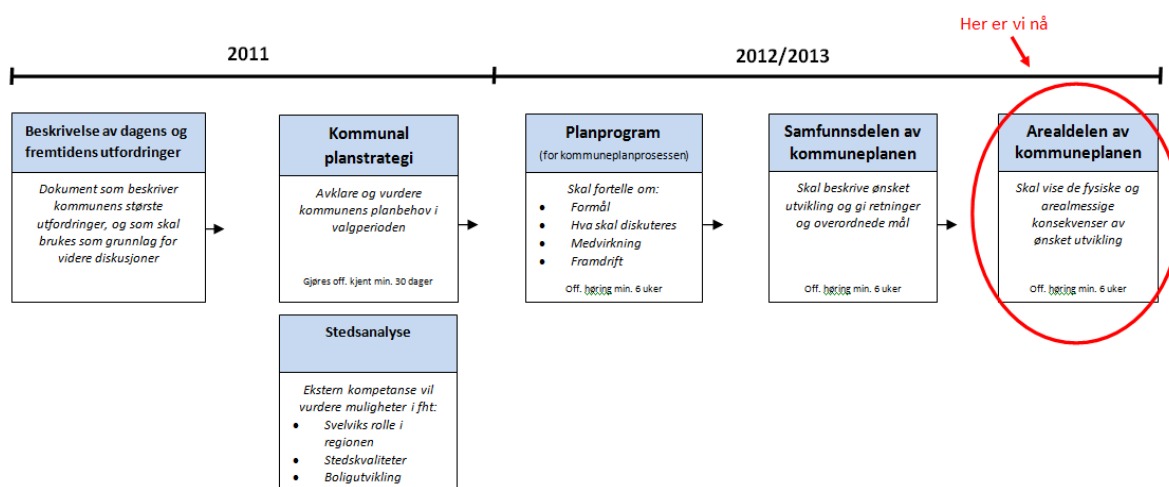 Her er vi nå
2011
2012/2013
Beskrivelse av dagens og
fremtidens utfordringer
Dokument som beskriver
kommunens største
utfordringer, og som skal
brukes som grunnlag for
videre diskusjoner
Kommunal
planstrategi
Avklare og vurdere
kommunens planbehov i
valgperioden
Gjøres off. kjent min. 30 dager
Stedsanalyse
Ekstern kompetanse vil
vurdere muligheter i fht:
• Svelviks rolle i
regionen
• Stedskvaliteter
• Boligutvikling
Planprogram
(for kommuneplanprosessen)
Skal fortelle om:
• Formål
• Hva skal diskuteres
• Medvirkning
• Framdrift
Off. høring min. 6 uker
Samfunnsdelen av
kommuneplanen
Skal beskrive ønsket
utvikling og gi retninger
og overordnede mål
Off. høring min. 6 uker
Arealdelen av
kommuneplanen
Skal vise de fysiske og
arealmessige
konsekvenser av
ønsket utvikling
Off. høring min. 6 uker